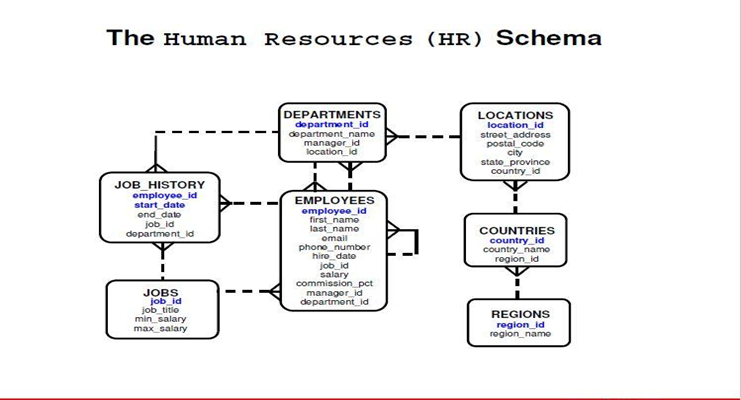 The Human Resources (HR) Schema
DEPARTMENTS
department_id
department_name
manager_id
location_id
LOCATIONS
location_id
street_address
postal_code
city
state_province
country_id
JOB_HISTORY
employee_id
start_date
end_date
job_id
department_id
EMPLOYEES
employee_id
first_name
last_name
email
phone_number
hire_date
job_id
salary
commission_pct
manager_id
department_id
COUNTRIES
country_id
country_name
region_id
JOBS
job_id
job_title
min_salary
max_salary
REGIONS
region_id
region_name